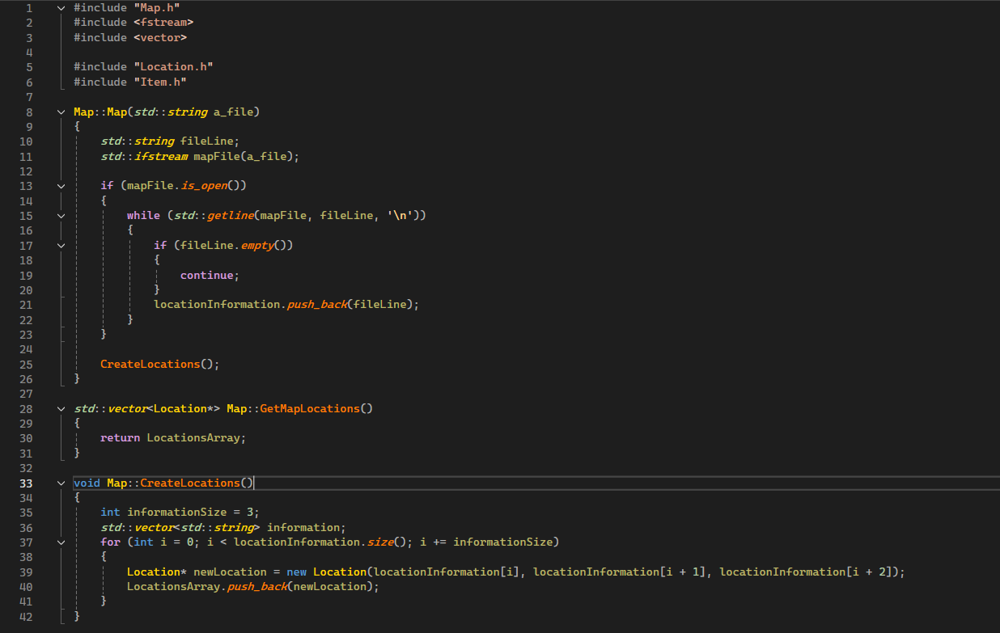 1 #include "Map.h"
2 #include <fstream>
3 #include <vector>
4
5 #include "Location.h"
6 #include "Item.h"
7
8 Map::Map(std::string a_file)
9 {
10     std::string fileLine;
11     std::ifstream mapFile(a_file);
12
13     if (mapFile.is_open())
14     {
15         while (std::getline(mapFile, fileLine, '\n'))
16         {
17             if (fileLine.empty())
18             {
19                 continue;
20             }
21             locationInformation.push_back(fileLine);
22         }
23     }
24
25     CreateLocations();
26 }
27
28 std::vector<Location*> Map::GetMapLocations()
29 {
30     return LocationsArray;
31 }
32
33 void Map::CreateLocations()
34 {
35     int informationSize = 3;
36     std::vector<std::string> information;
37     for (int i = 0; i < locationInformation.size(); i += informationSize)
38     {
39         Location* newLocation = new Location(locationInformation[i], locationInformation[i + 1], locationInformation[i + 2]);
40         LocationsArray.push_back(newLocation);
41     }
42 }